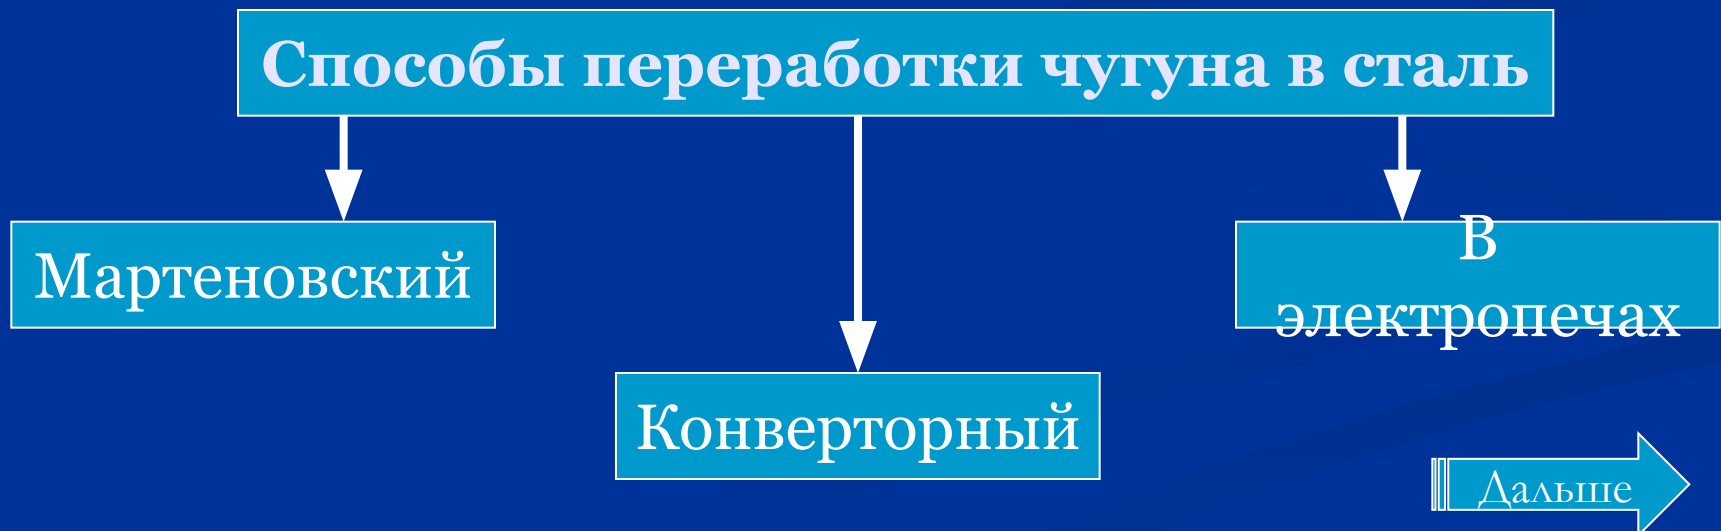 Способы переработки чугуна в сталь
Мартеновский
В
электропечах
Конверторный
Дальше